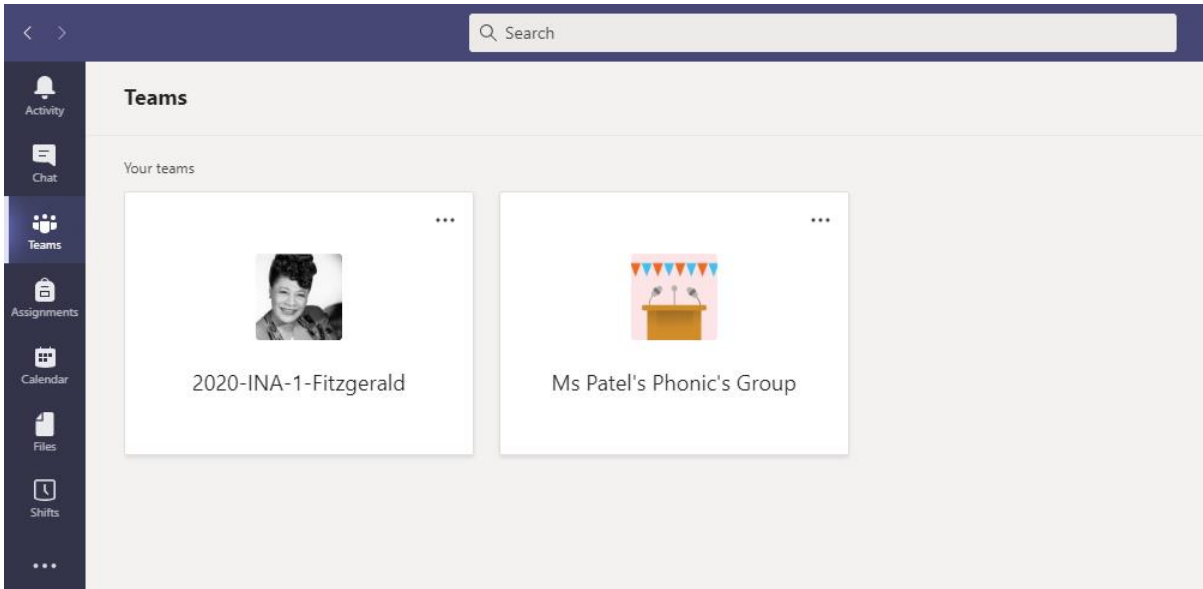 Search
Activity
Teams
Chat
Your teams
Teams
Assignments
Calendar
2020-INA-1-Fitzgerald
Ms Patel's Phonic's Group
Files
Shifts